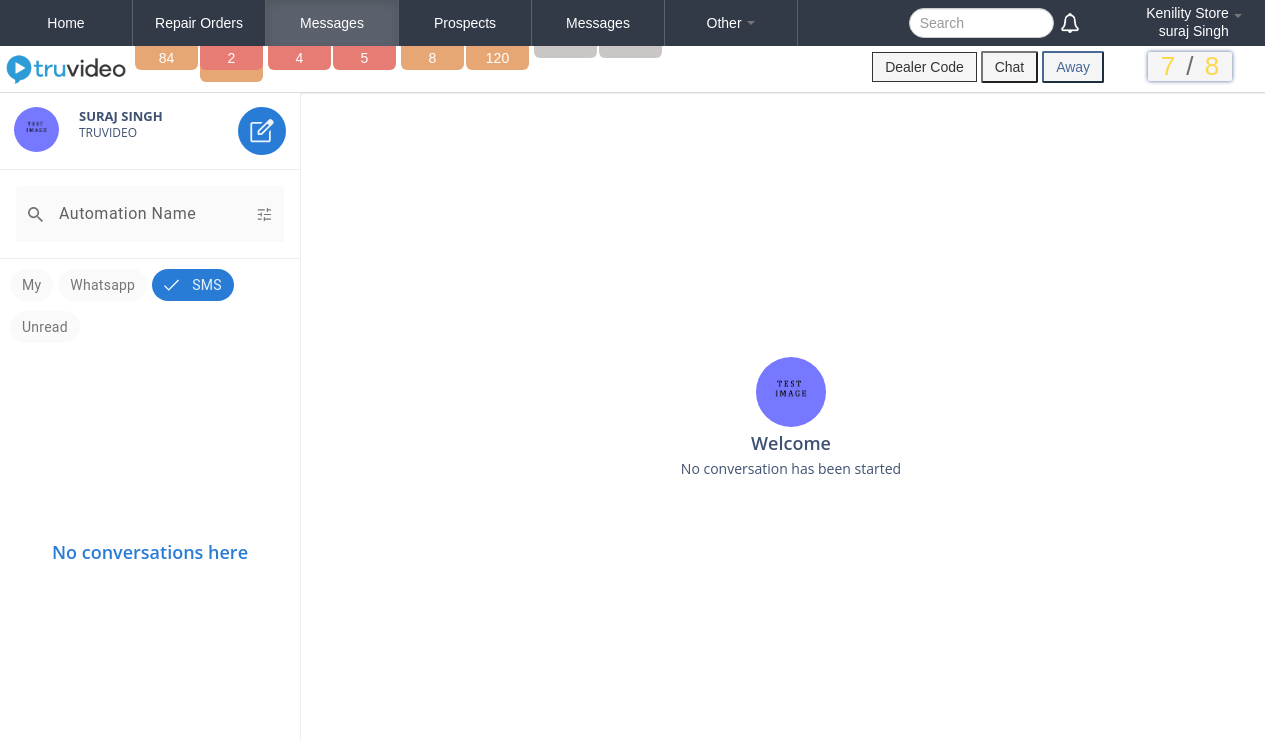 Home Repair Orders Messages Prospects Messages Other Search Kenility Store
suraj Singh
truvideo 84 2 4 5 8 120 Dealer Code Chat Away 7 / 8
SURAJ SINGH
TRUVIDEO
TEST
IMAGE
Automation Name
My Whatsapp SMS
Unread
TEST
IMAGE
Welcome
No conversation has been started
No conversations here